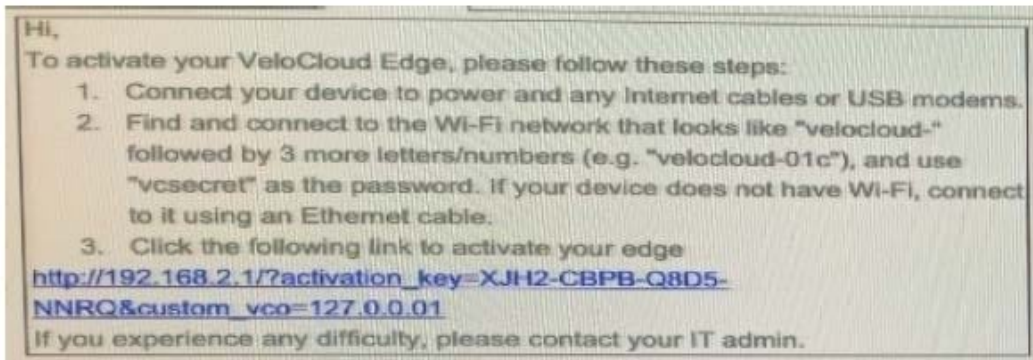 Hi,
To activate your VeloCloud Edge, please follow these steps:
1. Connect your device to power and any Internet cables or USB modems.
2. Find and connect to the Wi-Fi network that looks like "velocloud-"
followed by 3 more letters/numbers (e.g. "velocloud-01c"), and use
"vcsecret" as the password. If your device does not have Wi-Fi, connect
to it using an Ethernet cable.
3. Click the following link to activate your edge
http://192.168.2.1/?activation_key=XJH2-CBPB-Q8D5-
NNRQ&custom_vco=127.0.0.01
If you experience any difficulty, please contact your IT admin.